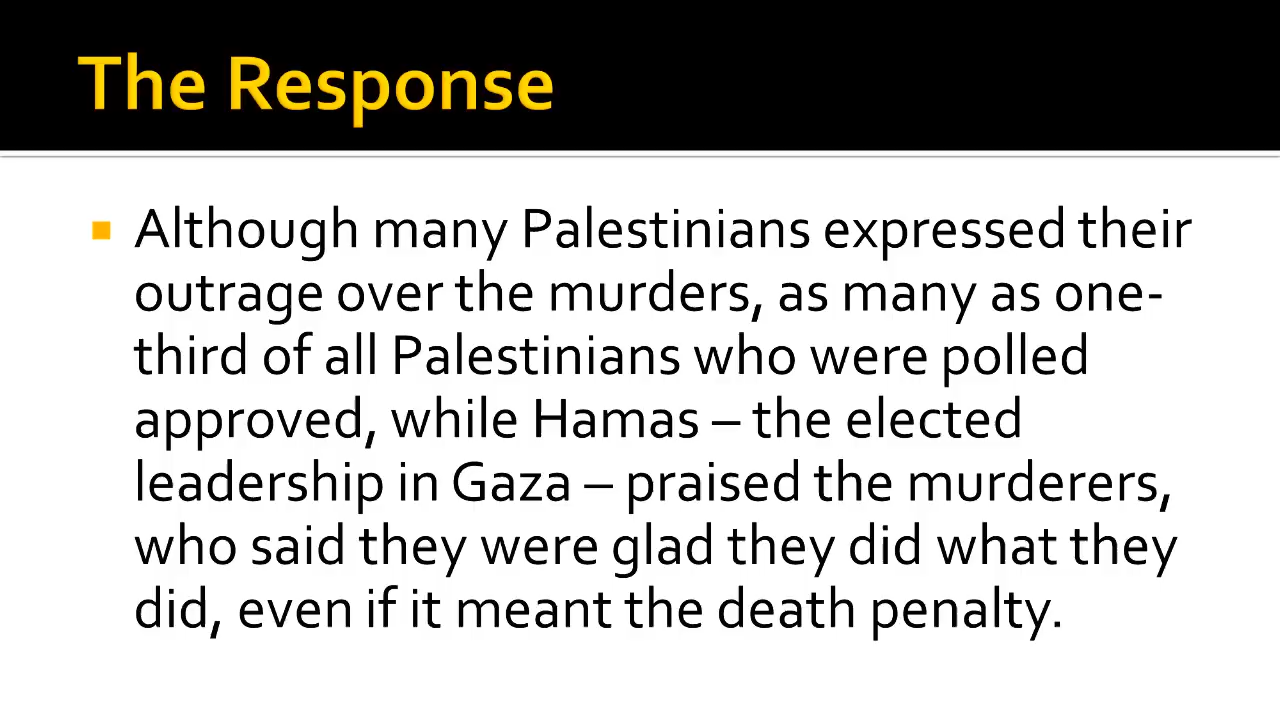 The Response
Although many Palestinians expressed their
outrage over the murders, as many as one-
third of all Palestinians who were polled
approved, while Hamas – the elected
leadership in Gaza – praised the murderers,
who said they were glad they did what they
did, even if it meant the death penalty.